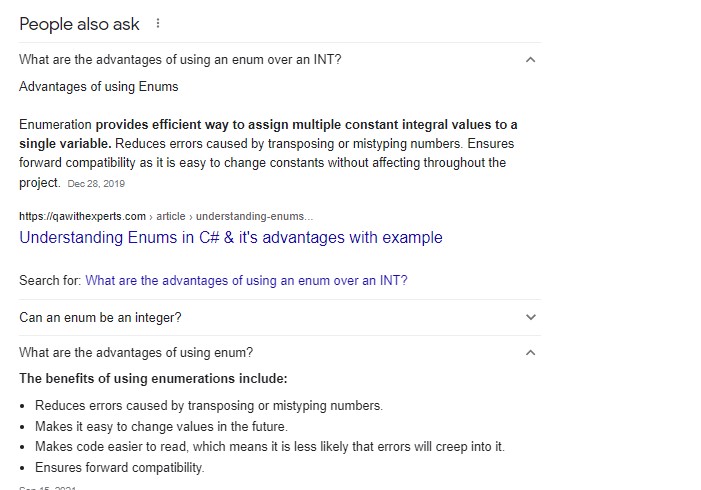 People also ask
What are the advantages of using an enum over an INT?
Advantages of using Enums
Enumeration provides efficient way to assign multiple constant integral values to a
single variable. Reduces errors caused by transposing or mistyping numbers. Ensures
forward compatibility as it is easy to change constants without affecting throughout the
project. Dec 28, 2019
https://qawithexperts.com › article › understanding-enums...
Understanding Enums in C# & it's advantages with example
Search for: What are the advantages of using an enum over an INT?
Can an enum be an integer?
What are the advantages of using enum?
The benefits of using enumerations include:
• Reduces errors caused by transposing or mistyping numbers.
• Makes it easy to change values in the future.
• Makes code easier to read, which means it is less likely that errors will creep into it.
• Ensures forward compatibility.
Sep 15, 2021